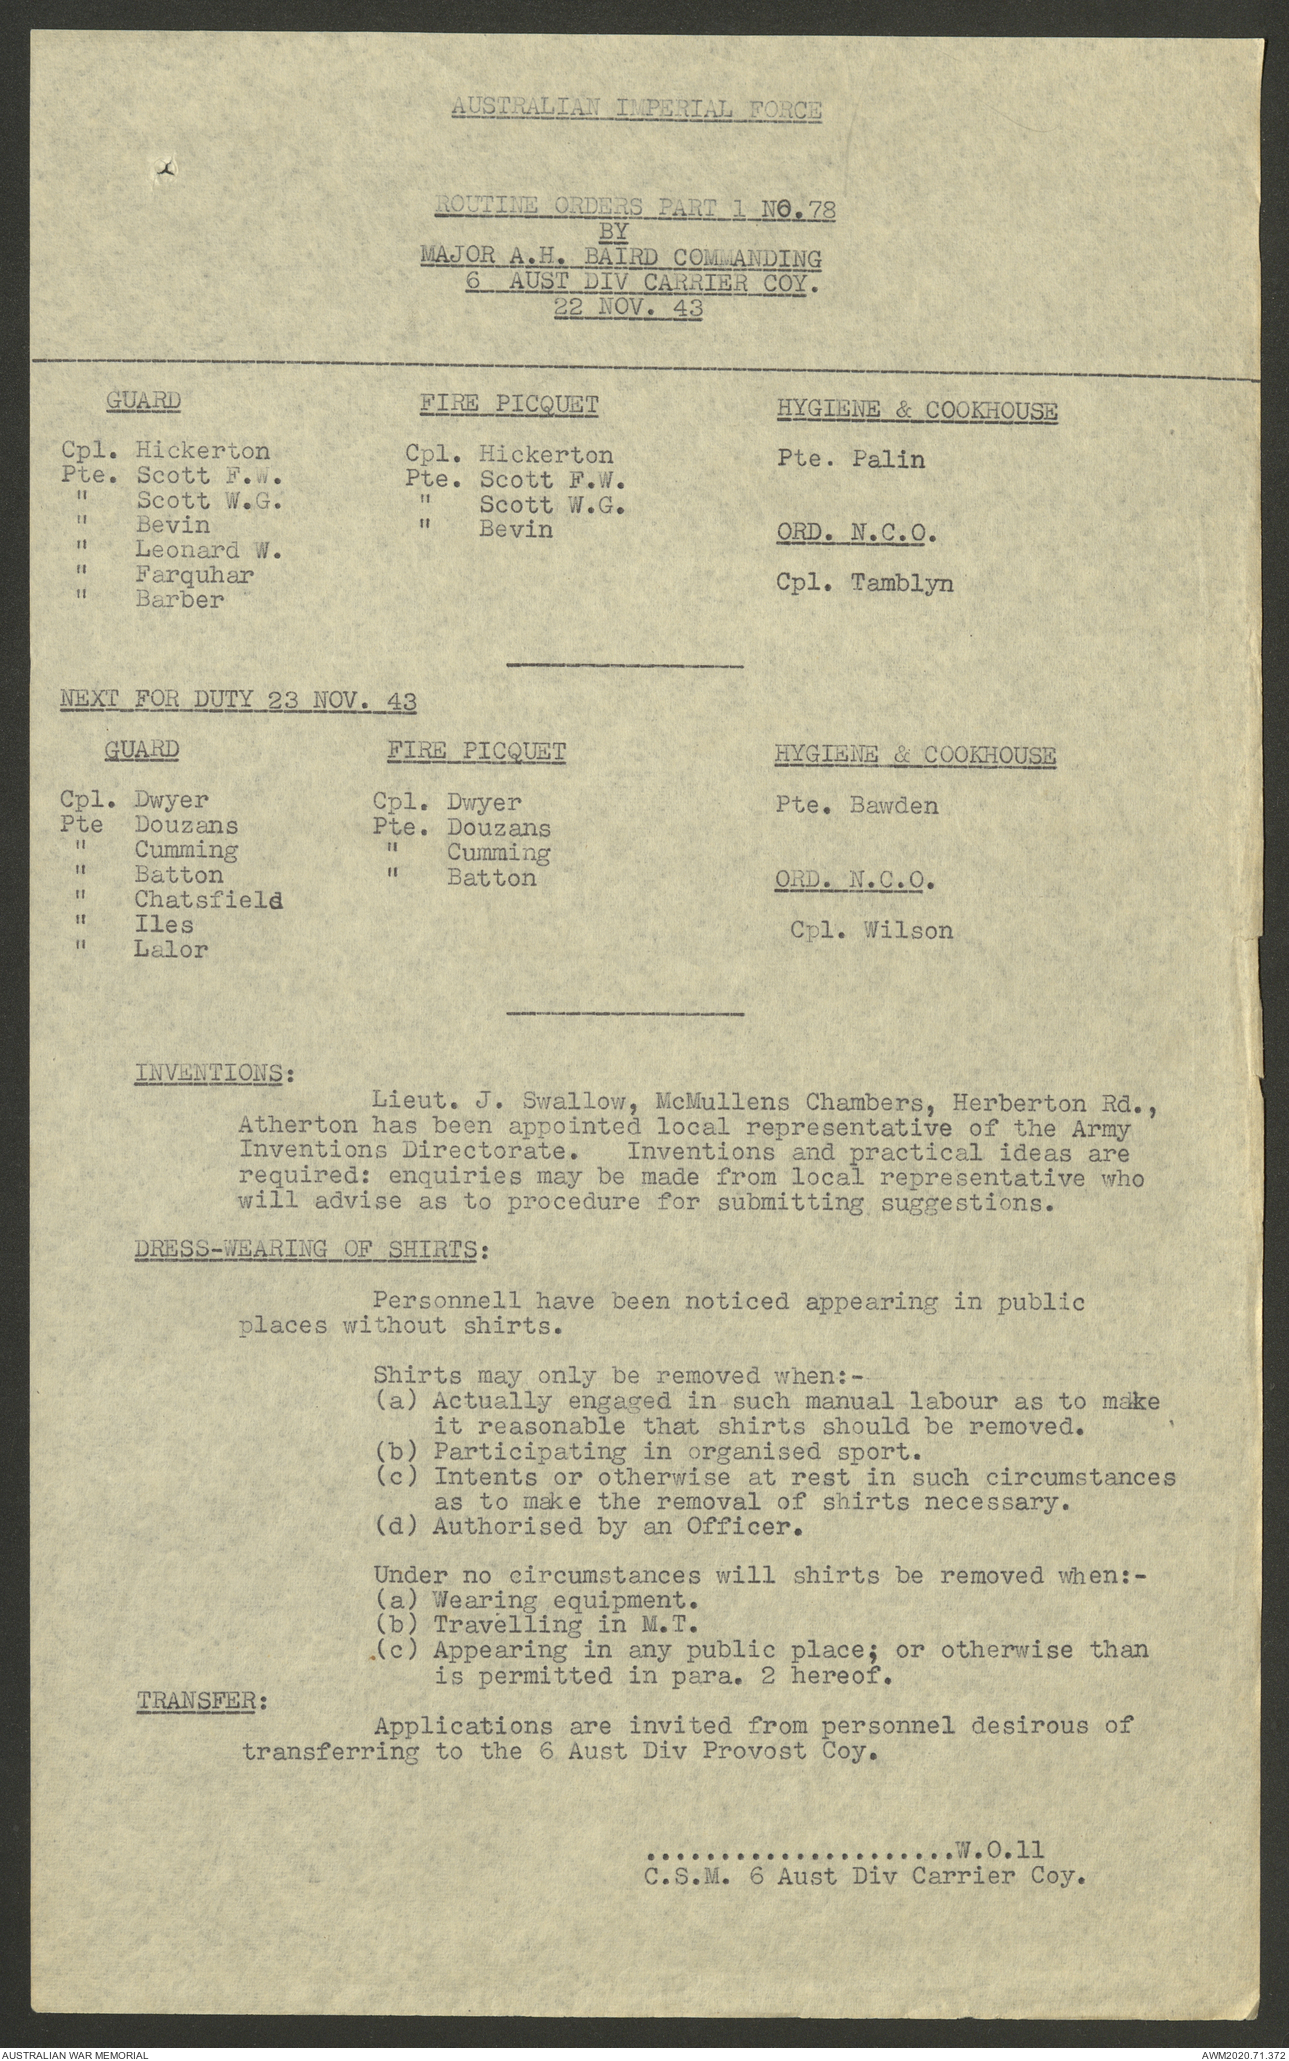 AUSTRALIAN IMPERIAL FORCE
ROUTINE ORDERS PART 1 NO.78
BY
MAJOR A.H. BAIRD COMMANDING
6 AUST DIV CARRIER COY.
22 NOV. 43
GUARD
Cpl. Hickerton
Pte. Scott F.W.
" Scott W.G.
" Bevin
" Leonard W.
" Farquhar
" Barber
FIRE PICQUET
Cpl. Hickerton
Pte. Scott F.W.
" Scott W.G.
" Bevin
HYGIENE & COOKHOUSE
Pte. Palin
ORD. N.C.O.
Cpl. Tamblyn
NEXT FOR DUTY 23 NOV. 43
GUARD
Cpl. Dwyer
Pte Douzans
" Cumming
" Batton
" Chatsfield
" Iles
" Lalor
FIRE PICQUET
Cpl. Dwyer
Pte. Douzans
" Cumming
" Batton
HYGIENE & COOKHOUSE
Pte. Bawden
ORD. N.C.O.
Cpl. Wilson
INVENTIONS:
Lieut. J. Swallow, McMullens Chambers, Herberton Rd.,
Atherton has been appointed local representative of the Army
Inventions Directorate. Inventions and practical ideas are
required: enquiries may be made from local representative who
will advise as to procedure for submitting suggestions.
DRESS-WEARING OF SHIRTS:
Personnell have been noticed appearing in public
places without shirts.
Shirts may only be removed when:-
(a) Actually engaged in such manual labour as to make
it reasonable that shirts should be removed.
(b) Participating in organised sport.
(c) Intents or otherwise at rest in such circumstances
as to make the removal of shirts necessary.
(d) Authorised by an Officer.
Under no circumstances will shirts be removed when:-
(a) Wearing equipment.
(b) Travelling in M.T.
(c) Appearing in any public place; or otherwise than
is permitted in para. 2 hereof.
TRANSFER:
Applications are invited from personnel desirous of
transferring to the 6 Aust Div Provost Coy.
.....................W.O.11
C.S.M. 6 Aust Div Carrier Coy.
AUSTRALIAN WAR MEMORIAL
AWM2020.71.372